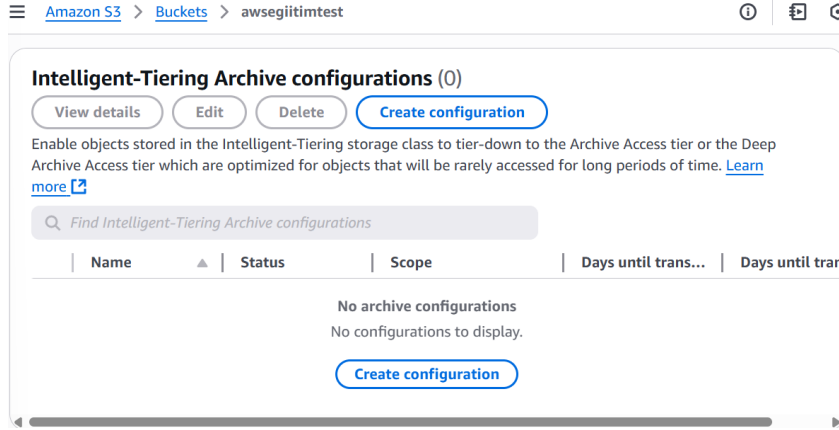 Amazon S3 > Buckets > awsegiitimtest
Intelligent-Tiering Archive configurations (0)
View details Edit Delete Create configuration
Enable objects stored in the Intelligent-Tiering storage class to tier-down to the Archive Access tier or the Deep
Archive Access tier which are optimized for objects that will be rarely accessed for long periods of time. Learn
more
Find Intelligent-Tiering Archive configurations
Name Status Scope Days until trans... Days until tran
No archive configurations
No configurations to display.
Create configuration